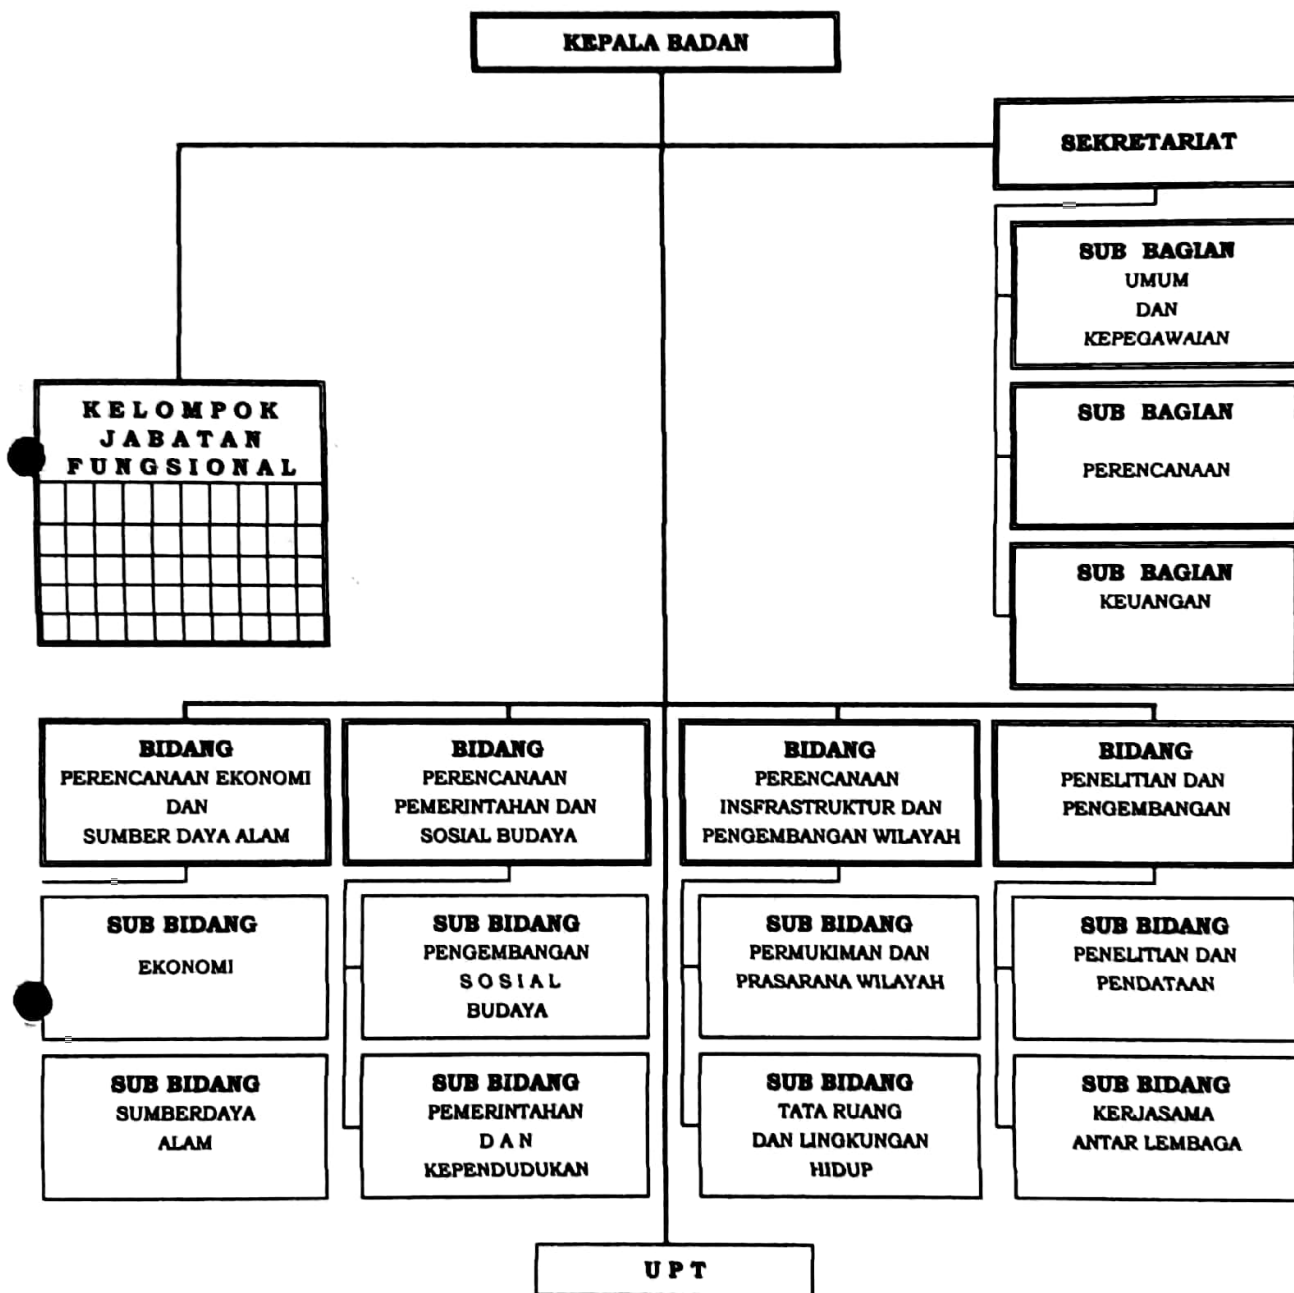 KEPALA BADAN
SEKRETARIAT
SUB BAGIAN
UMUM
DAN
KEPEGAWAIAN
SUB BAGIAN
PERENCANAAN
SUB BAGIAN
KEUANGAN
KELOMPOK
JABATAN
FUNGSIONAL
BIDANG
PERENCANAAN EKONOMI
DAN
SUMBER DAYA ALAM
BIDANG
PERENCANAAN
PEMERINTAHAN DAN
SOSIAL BUDAYA
BIDANG
PERENCANAAN
INSFRASTRUKTUR DAN
PENGEMBANGAN WILAYAH
BIDANG
PENELITIAN DAN
PENGEMBANGAN
SUB BIDANG
EKONOMI
SUB BIDANG
PENGEMBANGAN
SOSIAL
BUDAYA
SUB BIDANG
PERMUKIMAN DAN
PRASARANA WILAYAH
SUB BIDANG
PENELITIAN DAN
PENDATAAN
SUB BIDANG
SUMBERDAYA
ALAM
SUB BIDANG
PEMERINTAHAN
DAN
KEPENDUDUKAN
SUB BIDANG
TATA RUANG
DAN LINGKUNGAN
HIDUP
SUB BIDANG
KERJASAMA
ANTAR LEMBAGA
UPT